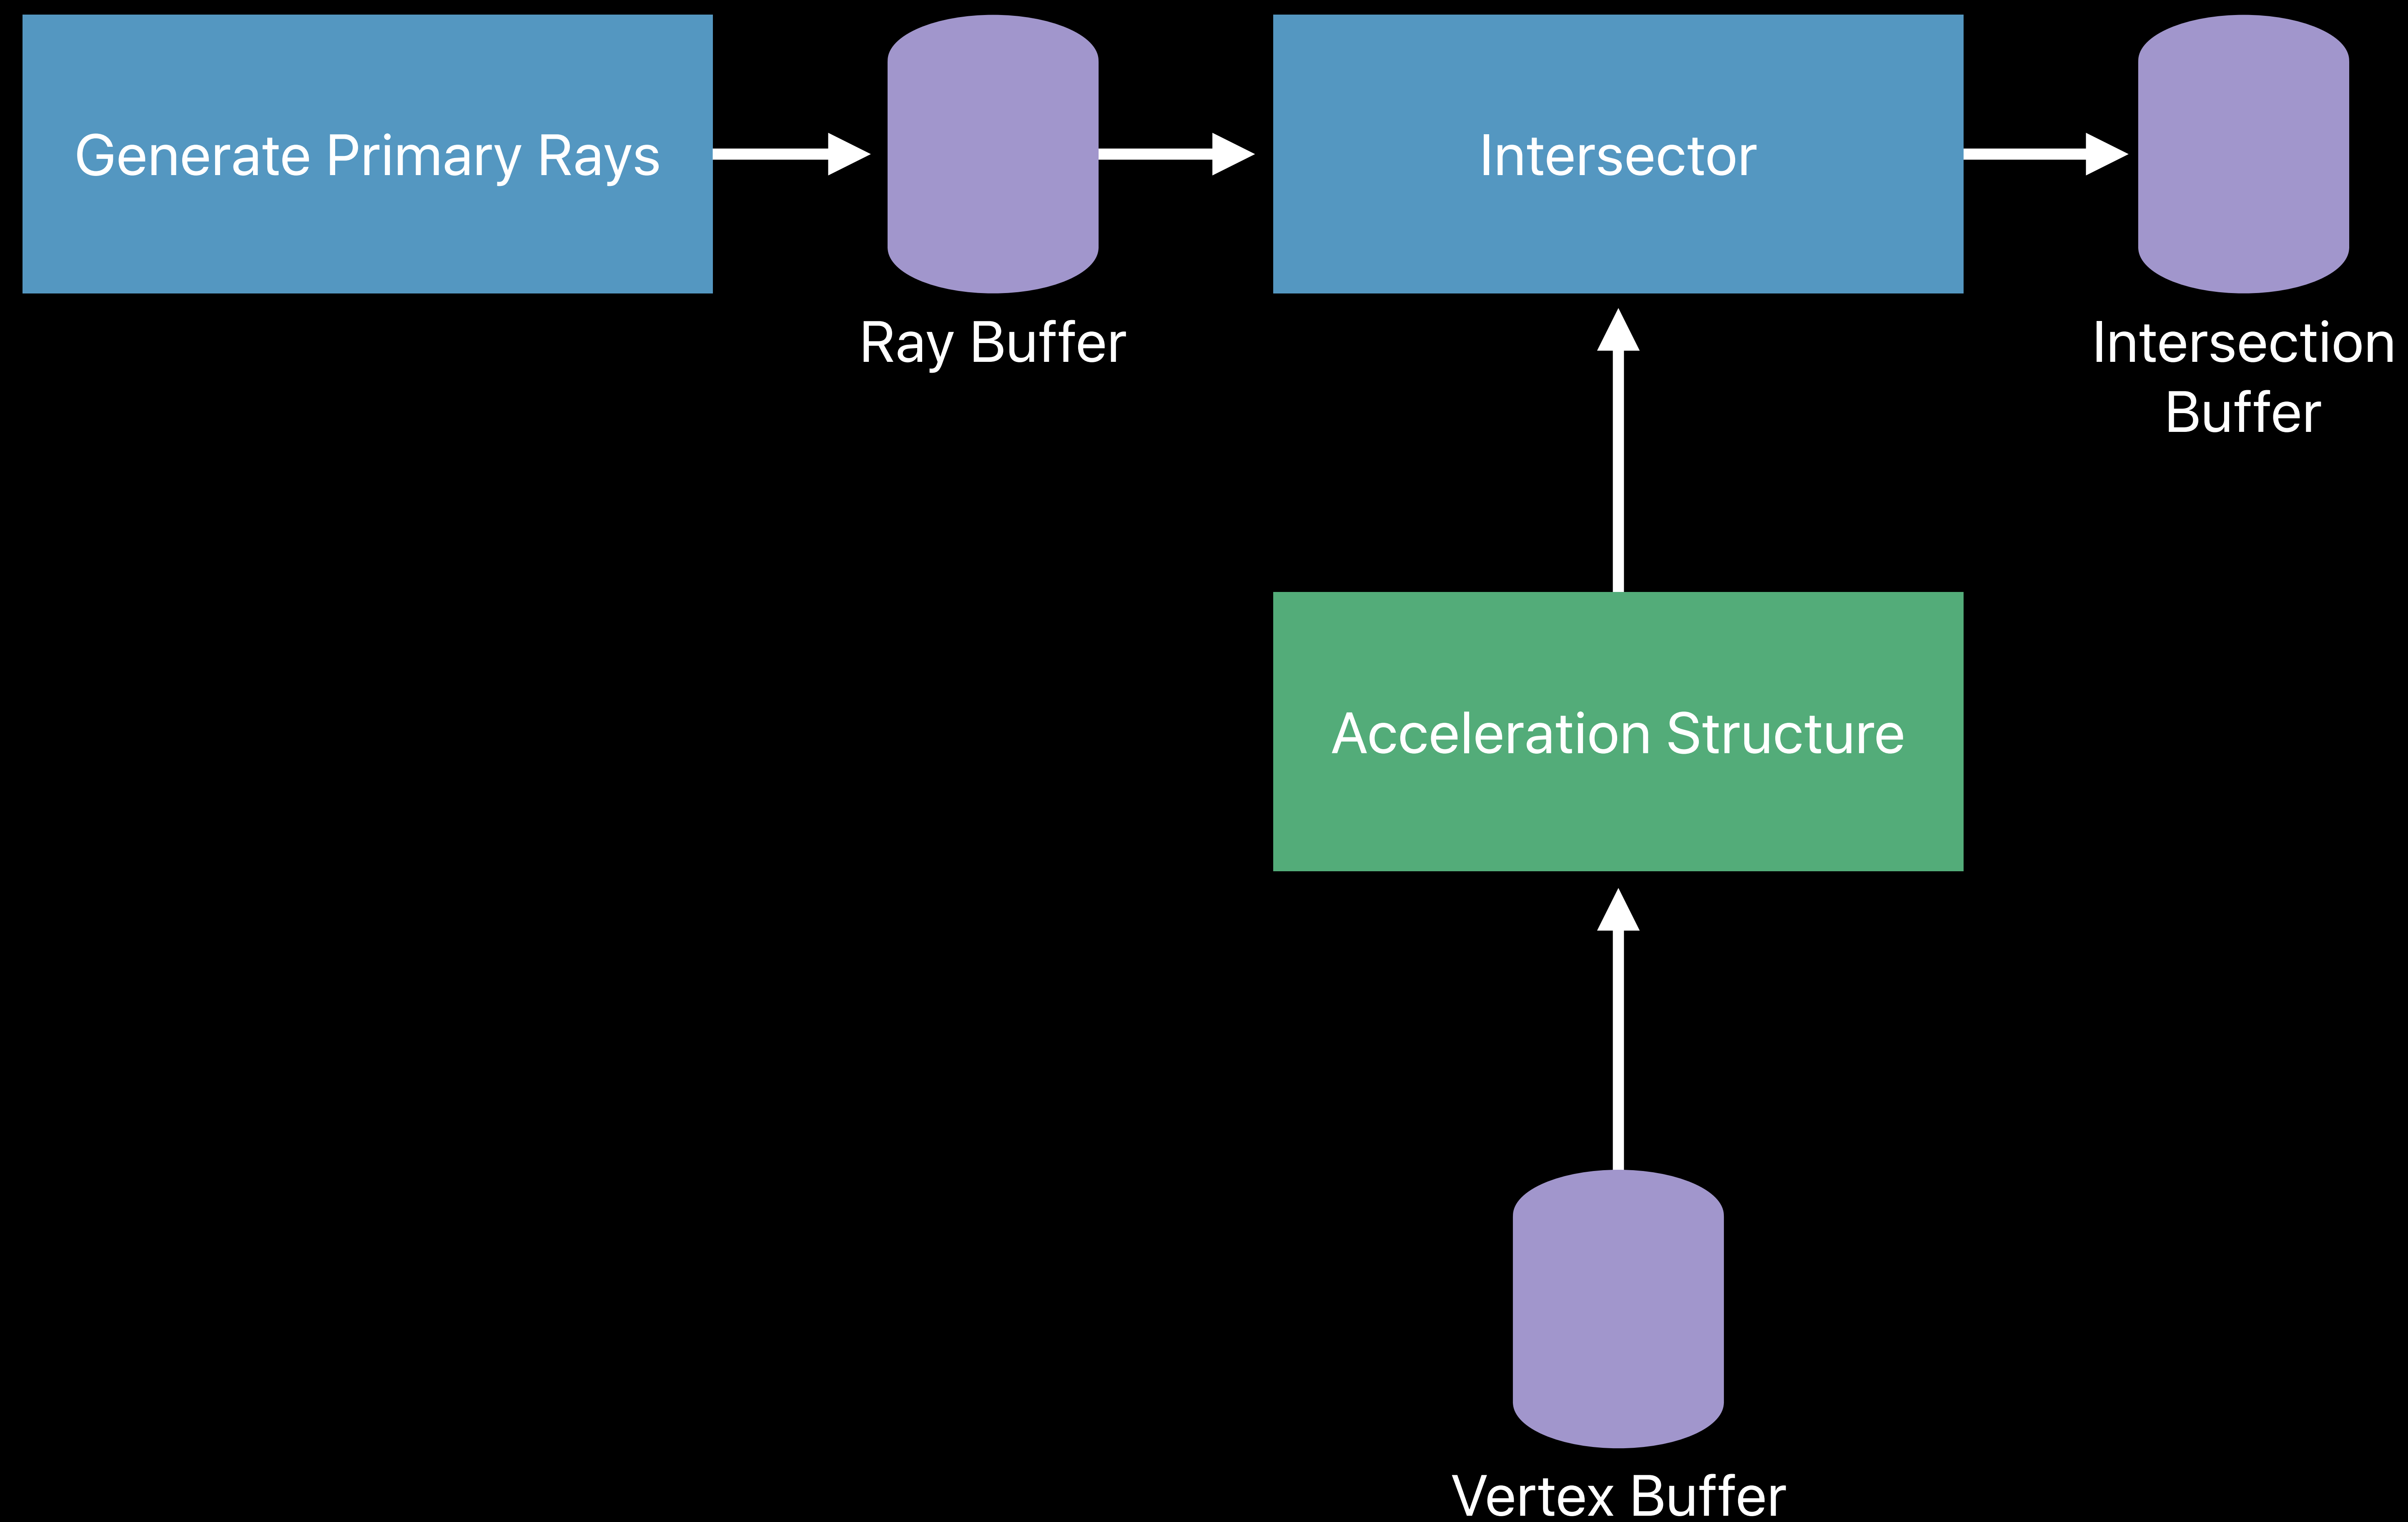 Generate Primary Rays
Intersector
Ray Buffer
Intersection
Buffer
Acceleration Structure
Vertex Buffer